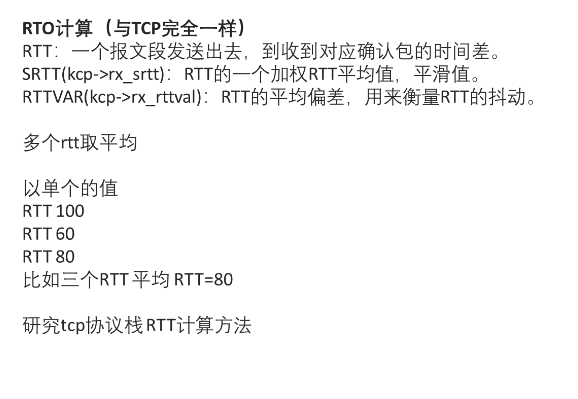 RTO计算（与TCP完全一样）
RTT：一个报文段发送出去，到收到对应确认包的时间差。
SRTT(kcp->rx_srtt)：RTT的一个加权RTT平均值，平滑值。
RTTVAR(kcp->rx_rttval)：RTT的平均偏差，用来衡量RTT的抖动。
多个rtt取平均
以单个的值
RTT 100
RTT 60
RTT 80
比如三个RTT 平均 RTT=80
研究tcp协议栈 RTT计算方法